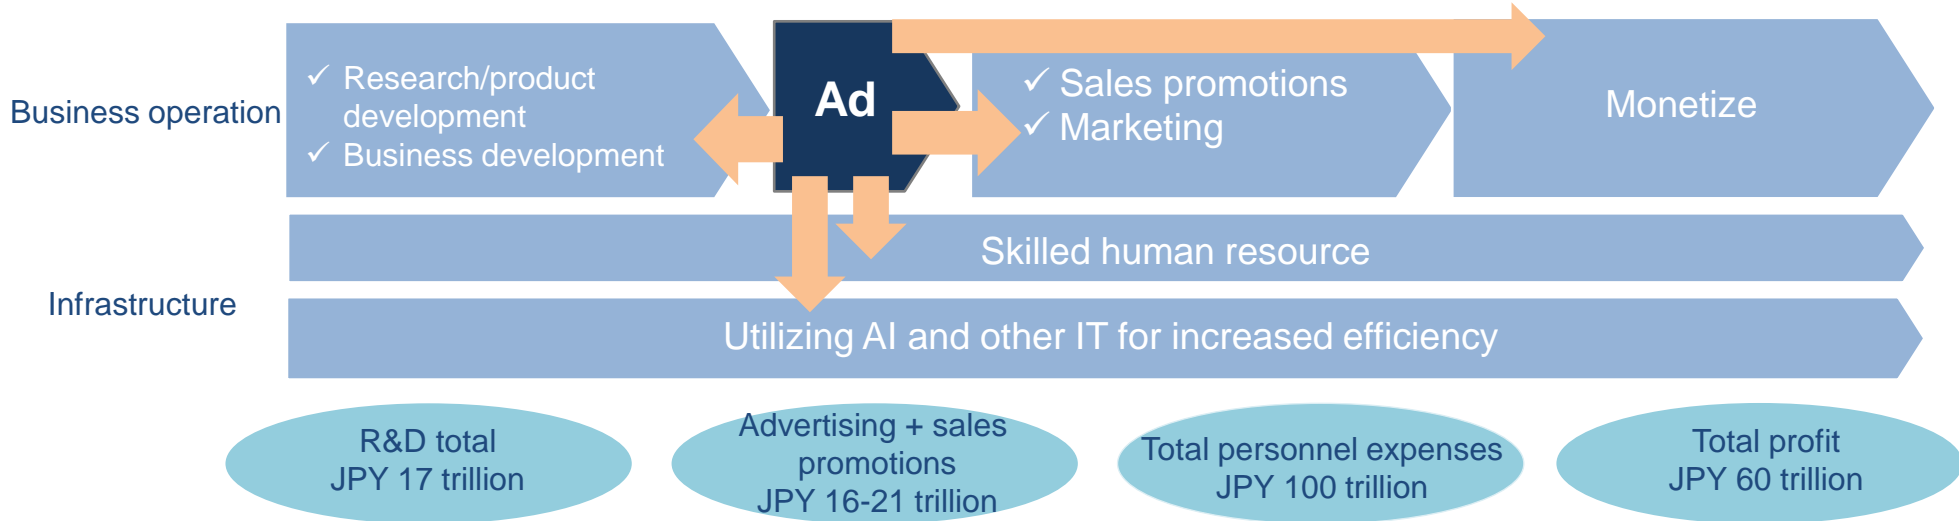 Business operation
✓ Research/product
development
✓ Business development
Ad
✓ Sales promotions
✓ Marketing
Monetize
Infrastructure
Skilled human resource
Utilizing AI and other IT for increased efficiency
R&D total
JPY 17 trillion
Advertising + sales
promotions
JPY 16-21 trillion
Total personnel expenses
JPY 100 trillion
Total profit
JPY 60 trillion